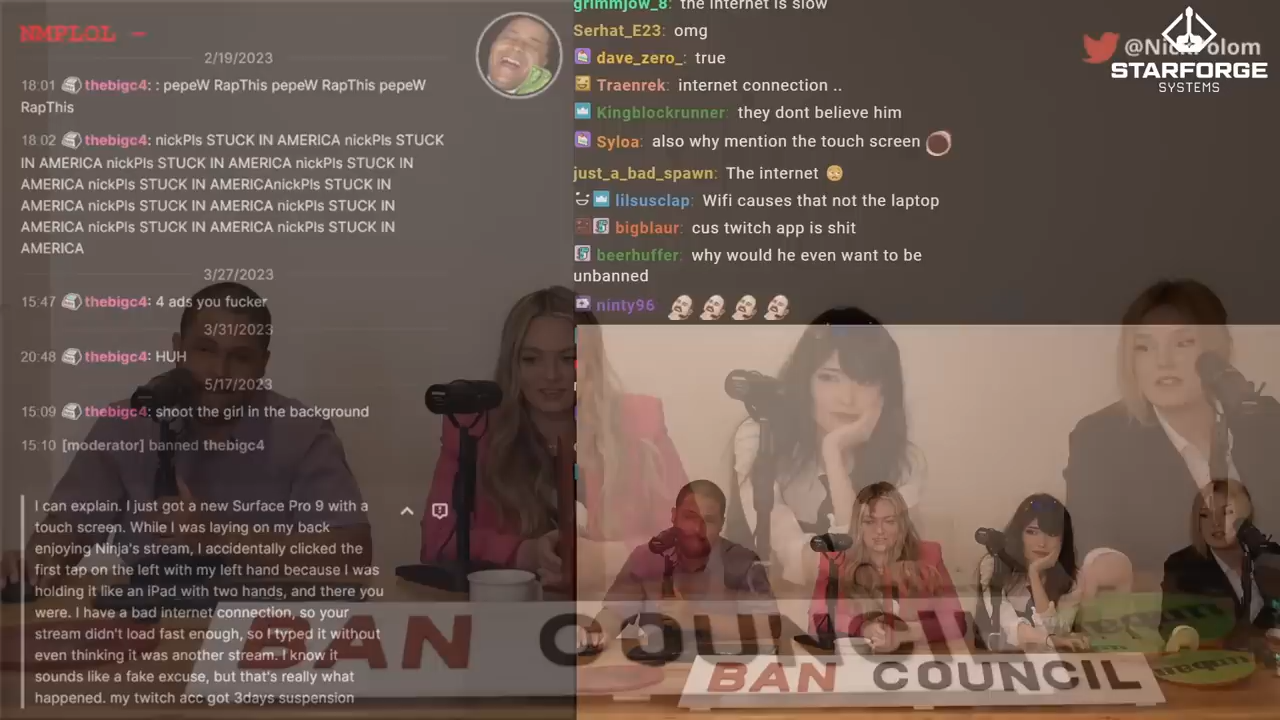 NMPLOL -
2/19/2023
18:01 thebigc4: : pepeW RapThis pepeW RapThis pepeW
RapThis
18:02 thebigc4: nickPls STUCK IN AMERICA nickPls STUCK
IN AMERICA nickPls STUCK IN AMERICA nickPls STUCK IN
AMERICA nickPls STUCK IN AMERICAnickPls STUCK IN
AMERICA nickPls STUCK IN AMERICA nickPls STUCK IN
AMERICA nickPls STUCK IN AMERICA nickPls STUCK IN
AMERICA
3/27/2023
15:47 thebigc4: 4 ads you fucker
3/31/2023
20:48 thebigc4: HUH
5/17/2023
15:09 thebigc4: shoot the girl in the background
15:10 [moderator] banned thebigc4
I can explain. I just got a new Surface Pro 9 with a
touch screen. While I was laying on my back
enjoying Ninja's stream, I accidentally clicked the
first tap on the left with my left hand because I was
holding it like an iPad with two hands, and there you
were. I have a bad internet connection, so your
stream didn't load fast enough, so I typed it without
even thinking it was another stream. I know it
sounds like a fake excuse, but that's really what
happened. my twitch acc got 3days suspension
grimmjow_8: the internet is slow
Serhat_E23: omg
dave_zero_: true
Traenrek: internet connection ..
Kingblockrunner: they dont believe him
Syloa: also why mention the touch screen
just_a_bad_spawn: The internet
lilsusclap: Wifi causes that not the laptop
bigblaur: cus twitch app is shit
beerhuffer: why would he even want to be
unbanned
ninty96
STARFORGE
SYSTEMS
BAN COUNCIL
BAN COUNCIL
unban